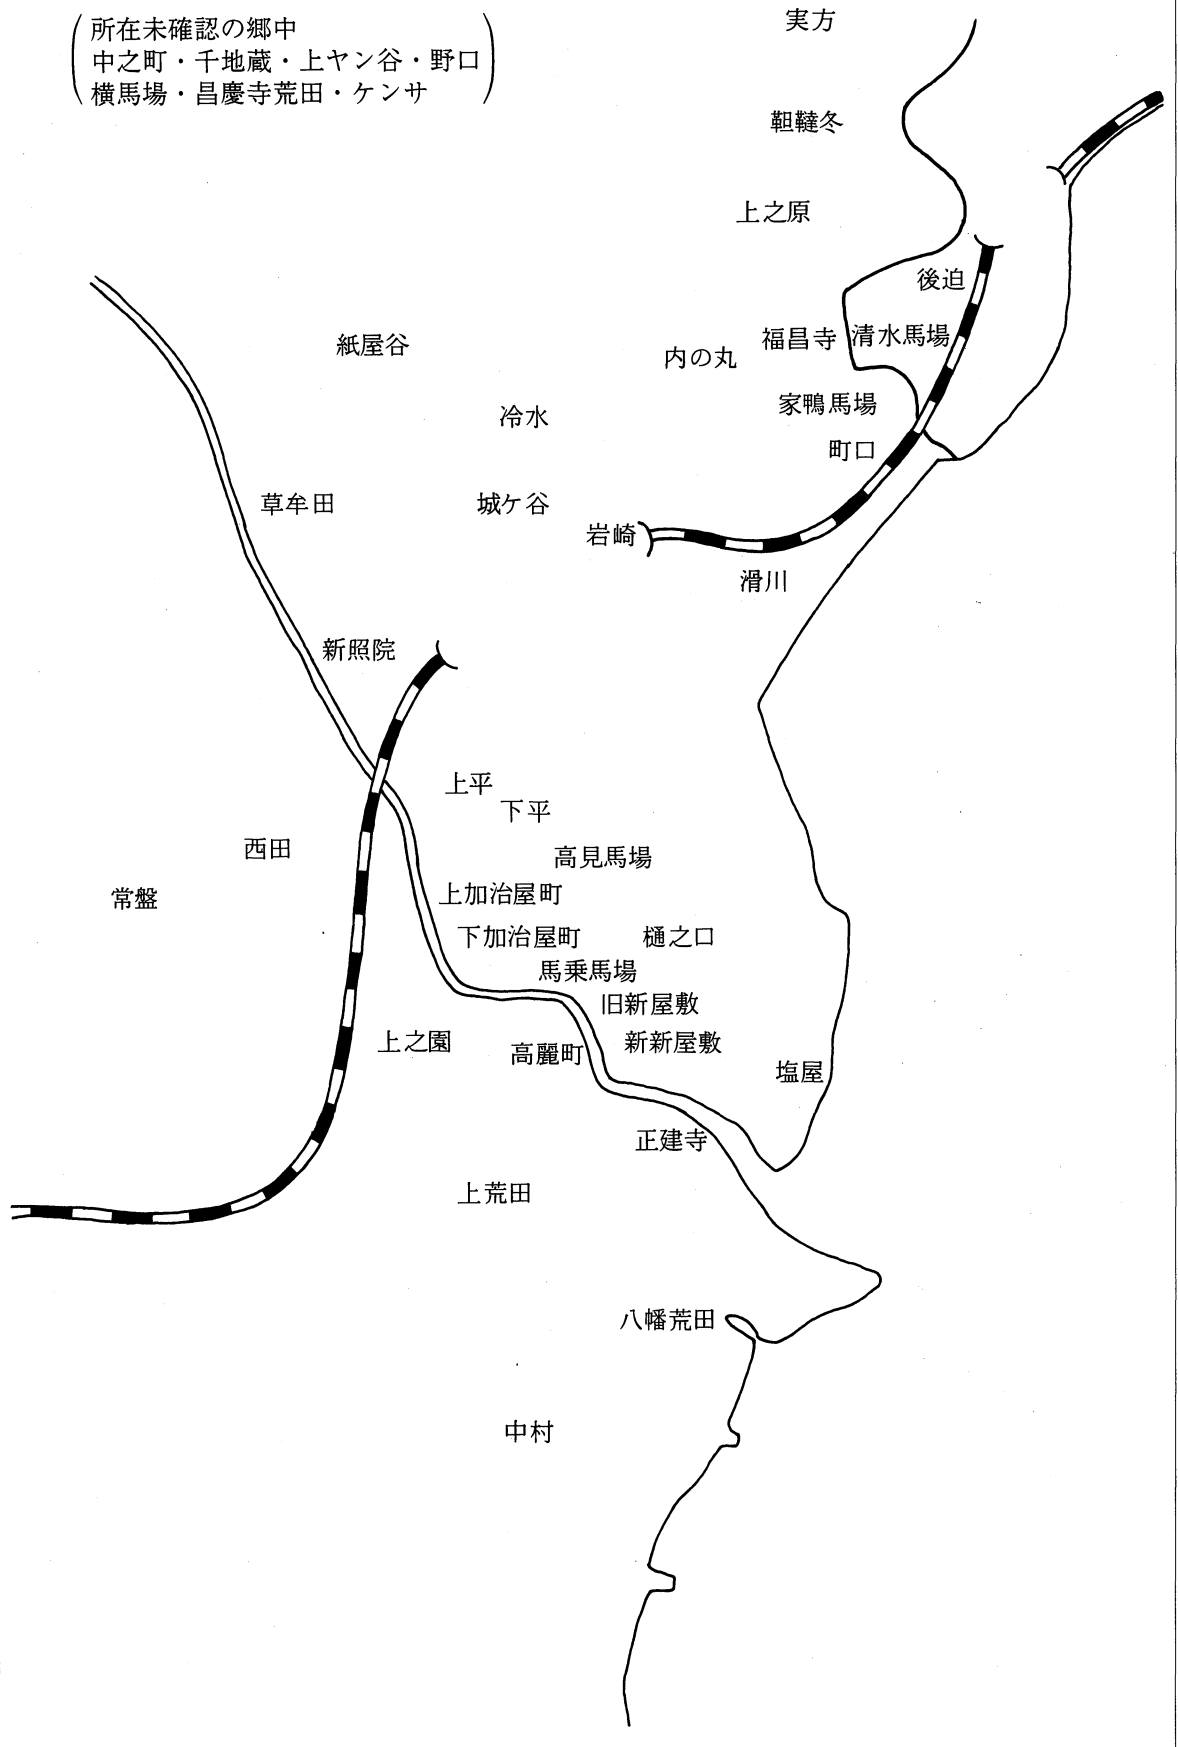 所在未確認の郷中
中之町・千地蔵・上ヤン谷・野口
横馬場・昌慶寺荒田・ケンサ
実方
靼韃冬
上之原
後迫
清水馬場
福昌寺
内の丸
紙屋谷
家鴨馬場
冷水
町口
草牟田
城ケ谷
岩崎
滑川
新照院
上平
下平
西田
高見馬場
常盤
上加治屋町
下加治屋町
樋之口
馬乗馬場
旧新屋敷
上之園
高麗町
新新屋敷
塩屋
正建寺
上荒田
八幡荒田
中村